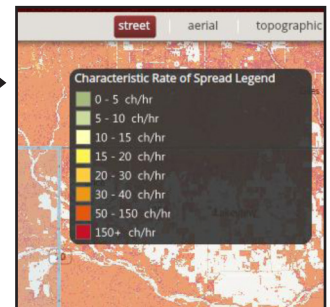 street aerial topographic
Characteristic Rate of Spread Legend
0 - 5 ch/hr
5 - 10 ch/hr
10 - 15 ch/hr
15 - 20 ch/hr
20 - 30 ch/hr
30 - 40 ch/hr
50 - 150 ch/hr
150+ ch/hr